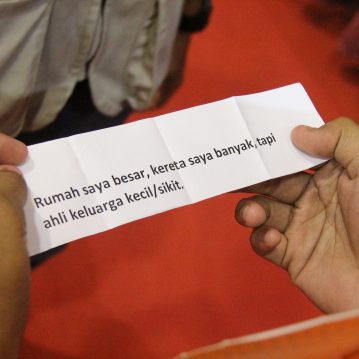 Rumah saya besar, kereta saya banyak, tapi
ahli keluarga kecil/sikit.